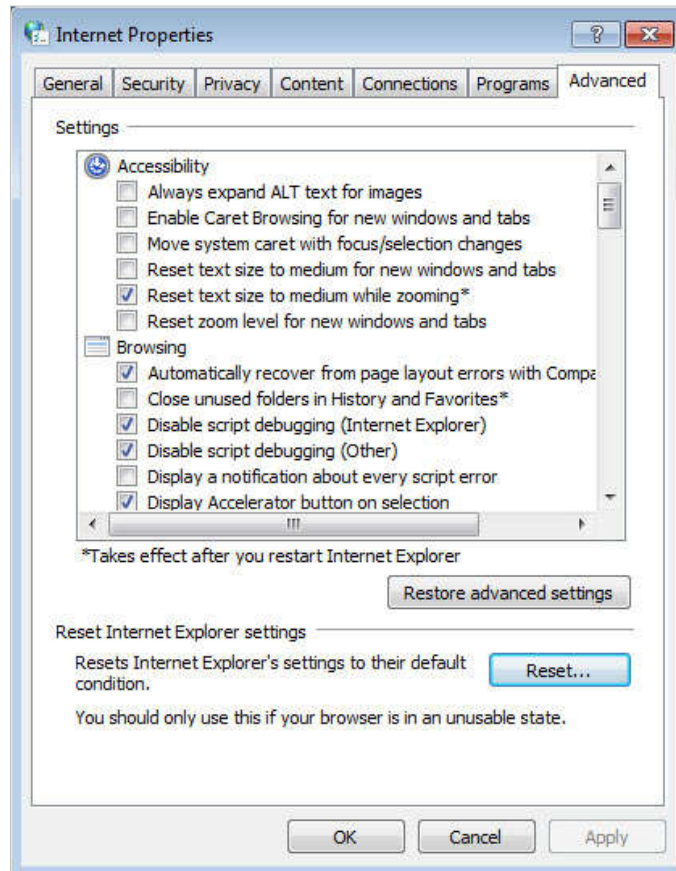 Internet Properties
General Security Privacy Content Connections Programs Advanced
Settings
Accessibility
Always expand ALT text for images
Enable Caret Browsing for new windows and tabs
Move system caret with focus/selection changes
Reset text size to medium for new windows and tabs
Reset text size to medium while zooming*
Reset zoom level for new windows and tabs
Browsing
Automatically recover from page layout errors with Compa
Close unused folders in History and Favorites*
Disable script debugging (Internet Explorer)
Disable script debugging (Other)
Display a notification about every script error
Display Accelerator button on selection
*Takes effect after you restart Internet Explorer
Restore advanced settings
Reset Internet Explorer settings
Resets Internet Explorer's settings to their default
condition.
Reset...
You should only use this if your browser is in an unusable state.
OK Cancel Apply